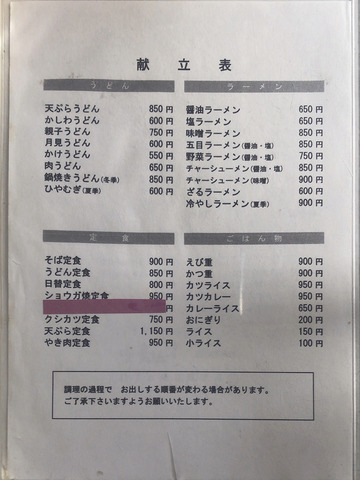 献立表
うどん
天ぷらうどん 850円
かしわうどん 600円
親子うどん 750円
月見うどん 600円
かけうどん 550円
肉うどん 650円
鍋焼きうどん(冬季) 850円
ひやむぎ(夏季) 600円
ラーメン
醤油ラーメン 650円
塩ラーメン 650円
味噌ラーメン 850円
五目ラーメン(醤油・塩) 850円
野菜ラーメン(醤油・塩) 750円
チャーシューメン(醤油・塩) 850円
チャーシューメン(味噌) 900円
ざるラーメン 600円
冷やしラーメン(夏季) 900円
定食
そば定食 900円
うどん定食 850円
日替定食 800円
ショウガ焼定食 950円
円
クシカツ定食 750円
天ぷら定食 1,150円
やき肉定食 950円
ごはん物
えび重 900円
かつ重 900円
カツライス 950円
カツカレー 950円
カレーライス 650円
おにぎり 200円
ライス 150円
小ライス 100円
調理の過程で お出しする順番が変わる場合があります。
ご了承下さいますようお願いいたします。